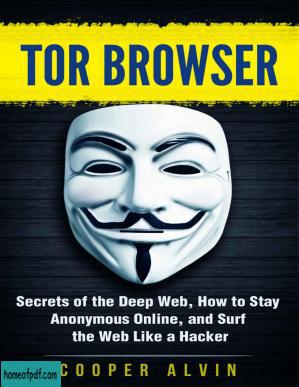 TOR BROWSER
Secrets of the Deep Web, How to Stay
Anonymous Online, and Surf
the Web Like a Hacker
COOPER ALVIN
homeofpdf.com